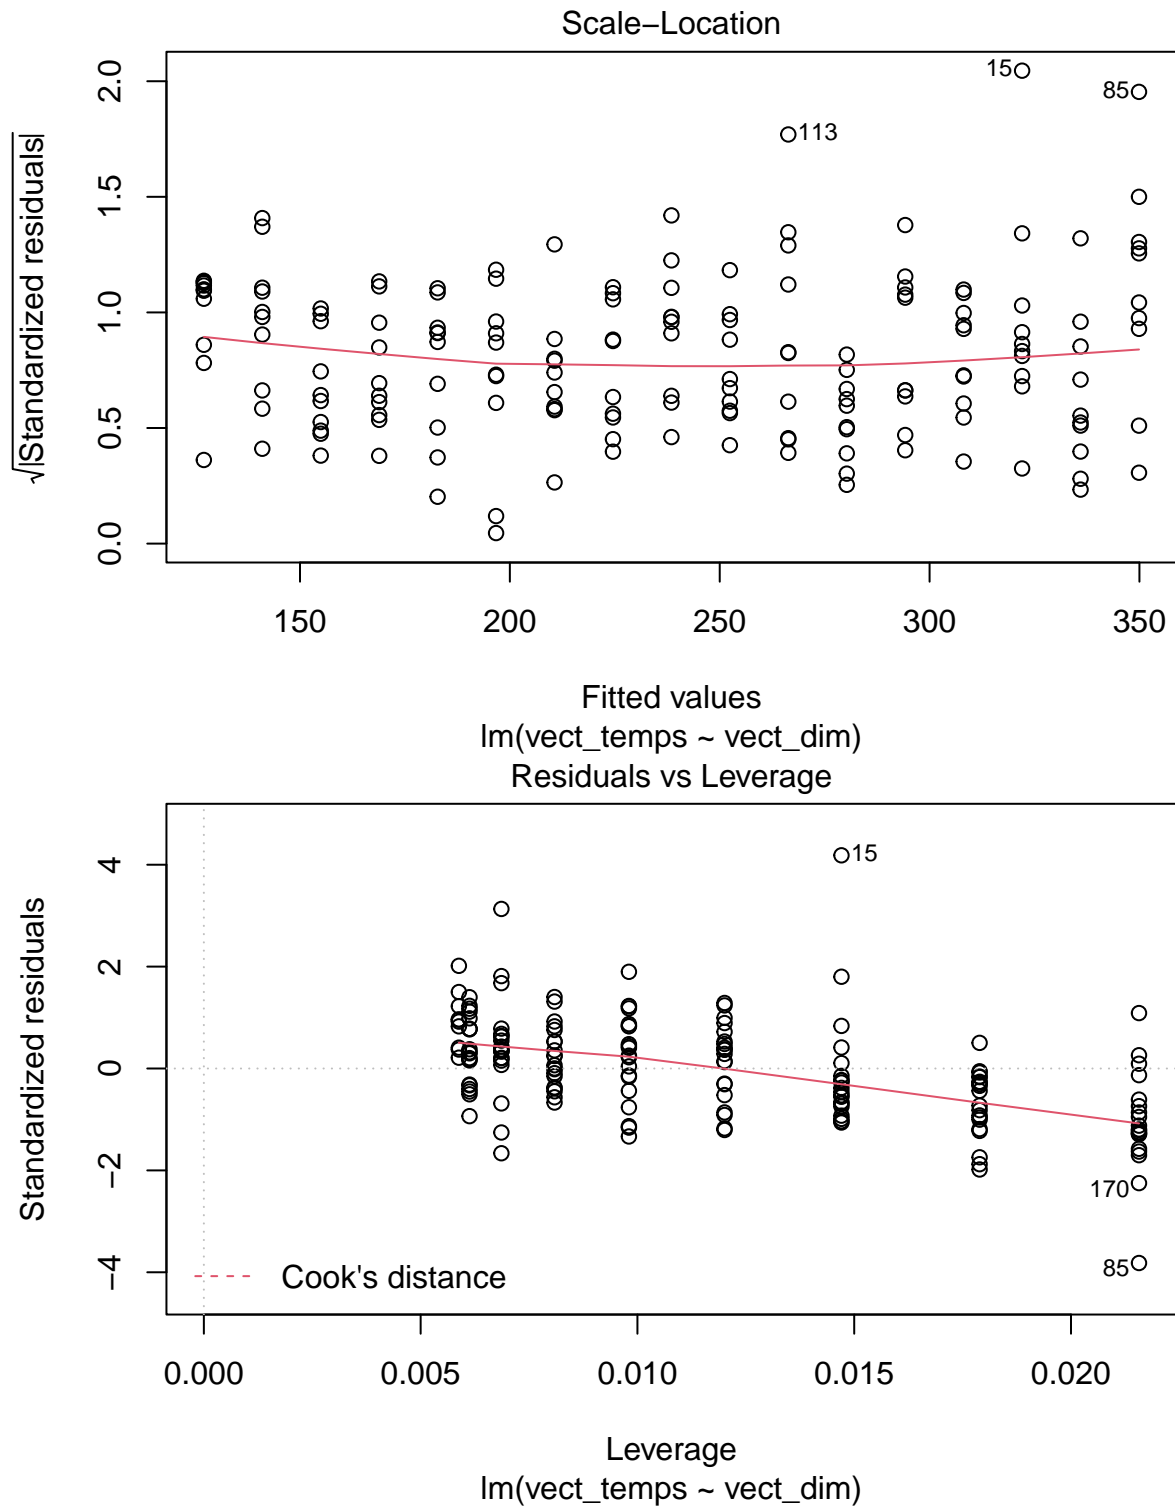 Scale−Location
√|Standardized residuals|
2.0
1.5
1.0
0.5
0.0
15
85
113
150 200 250 300 350
Fitted values
lm(vect_temps ~ vect_dim)
Residuals vs Leverage
Standardized residuals
4
2
0
−2
−4
15
170
85
Cook's distance
0.000 0.005 0.010 0.015 0.020
Leverage
lm(vect_temps ~ vect_dim)